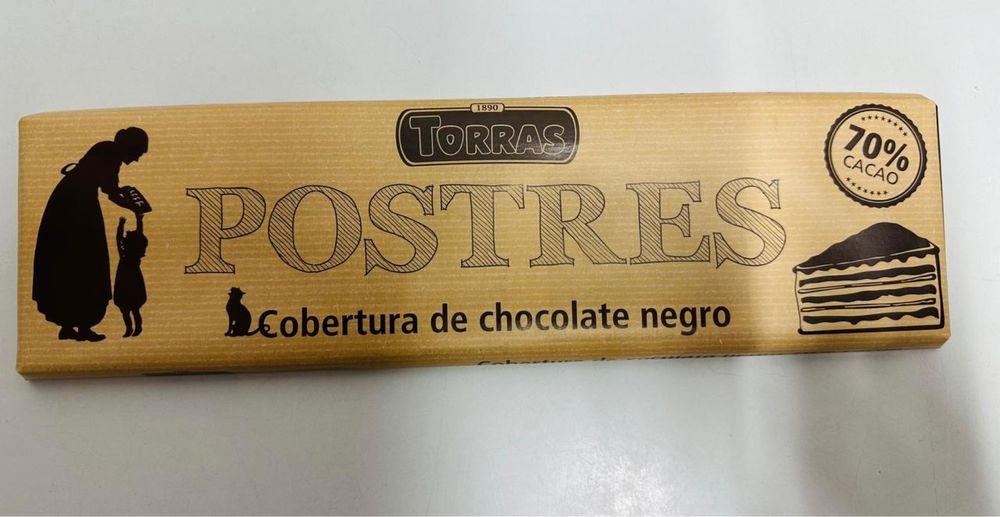 1890
TORRAS
70%
CACAO
POSTRES
Cobertura de chocolate negro